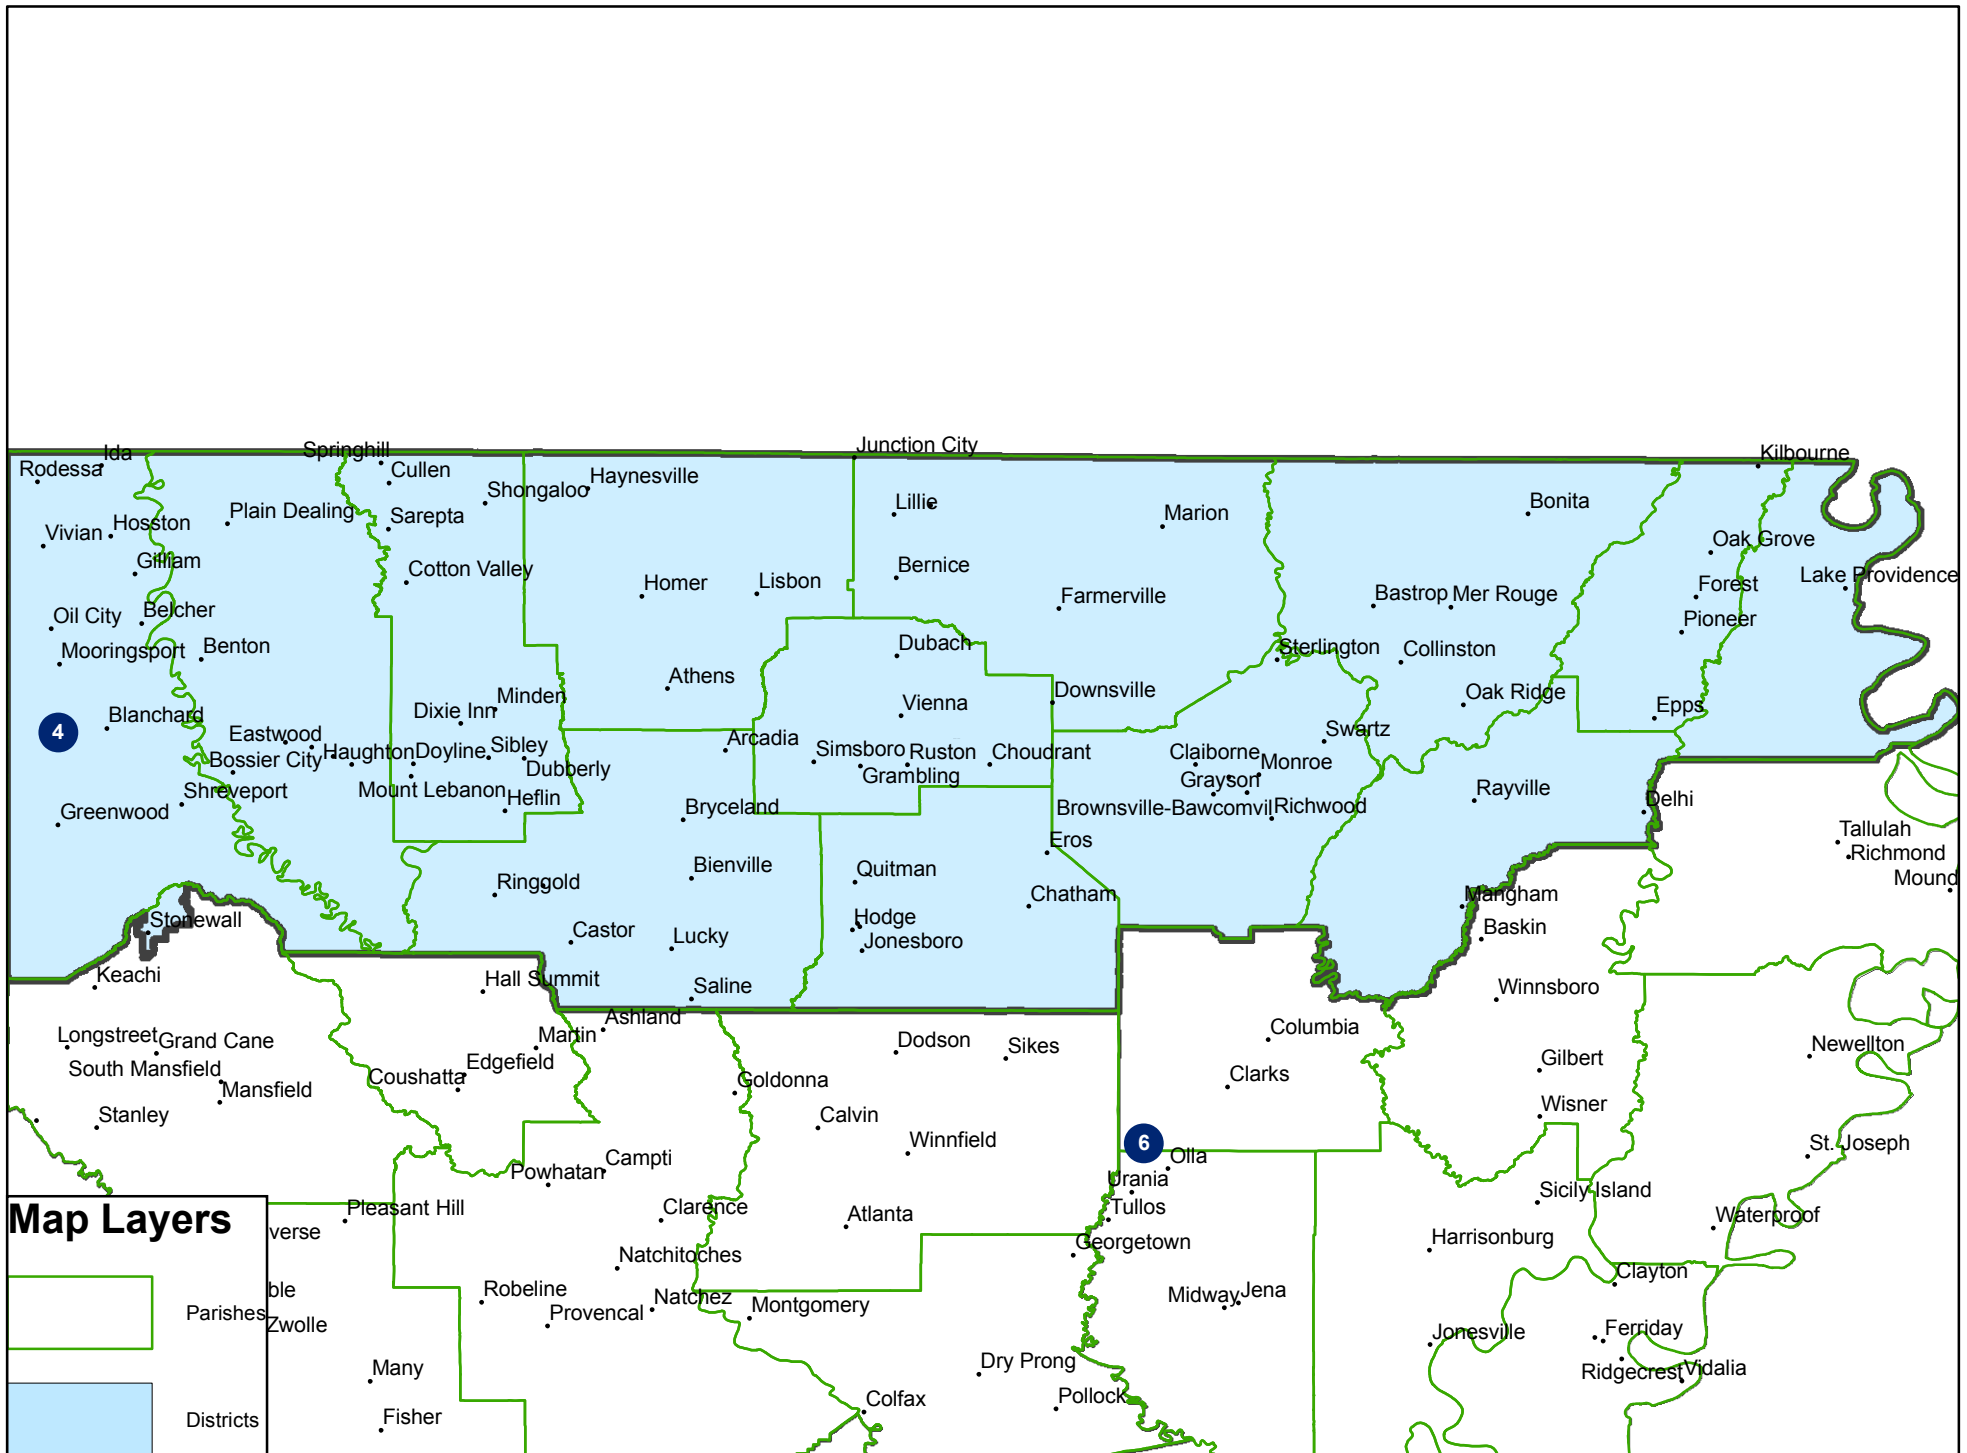 Junction City
Ida
Springhill
Kilbourne
Rodessa
Cullen
Haynesville
Shongaloo
Lillie
Bonita
Plain Dealing
Sarepta
Marion
Vivian
Hosston
Oak Grove
Gilliam
Cotton Valley
Homer
Lisbon
Bernice
Farmerville
Bastrop
Mer Rouge
Forest
Lake Providence
Oil City
Belcher
Pioneer
Mooringsport
Benton
Dubach
Sterlington
Collinston
Athens
Downsville
Minden
Oak Ridge
Dixie Inn
Vienna
Epps
Blanchard
4
Eastwood
Arcadia
Swartz
Haughton
Doyline
Sibley
Simsboro
Ruston
Choudrant
Claiborne
Monroe
Bossier City
Dubberly
Grambling
Grayson
Shreveport
Mount Lebanon
Heflin
Rayville
Delhi
Greenwood
Bryceland
Brownsville-Bawcomvil
Richwood
Tallulah
Eros
Richmond
Bienville
Quitman
Mound
Ringgold
Chatham
Mangham
Stonewall
Hodge
Baskin
Castor
Lucky
Jonesboro
Keachi
Hall Summit
Saline
Winnsboro
Ashland
Columbia
Longstreet
Grand Cane
Martin
Dodson
Sikes
Newellton
South Mansfield
Edgefield
Gilbert
Coushatta
Goldonna
Clarks
Mansfield
Stanley
Calvin
Wisner
Winnfield
6
St. Joseph
Campti
Olla
Powhatan
Urania
Sicily Island
Map Layers
Pleasant Hill
Clarence
Tullos
Atlanta
Waterproof
verse
Harrisonburg
Georgetown
Natchitoches
Clayton
ble
Robeline
Natchez
Midway
Jena
Parishes
Provencal
Montgomery
Zwolle
Jonesville
Ferriday
Many
Dry Prong
Ridgecrest
Vidalia
Colfax
Pollock
Districts
Fisher